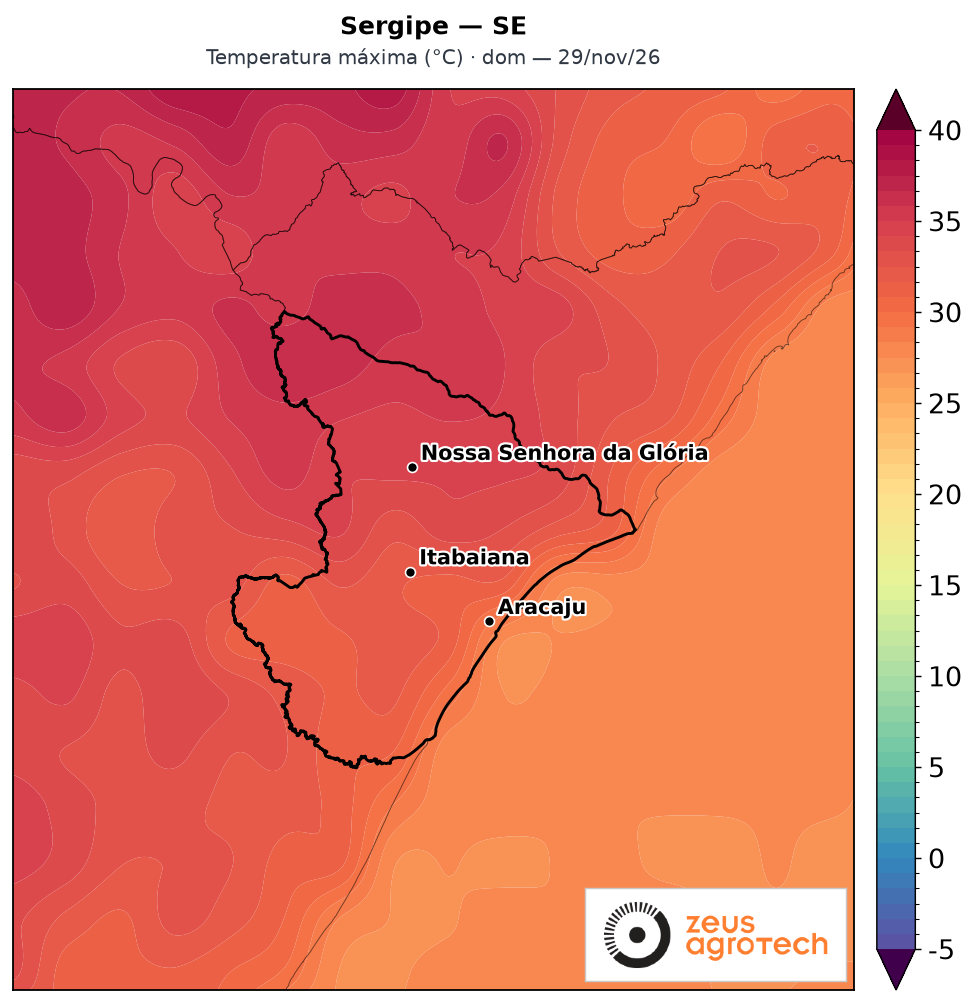 Sergipe — SE
Temperatura máxima (°C) · dom — 29/nov/26
40
35
30
25
20
15
10
5
0
-5
Nossa Senhora da Glória
Itabaiana
Aracaju
zeus
agrotech